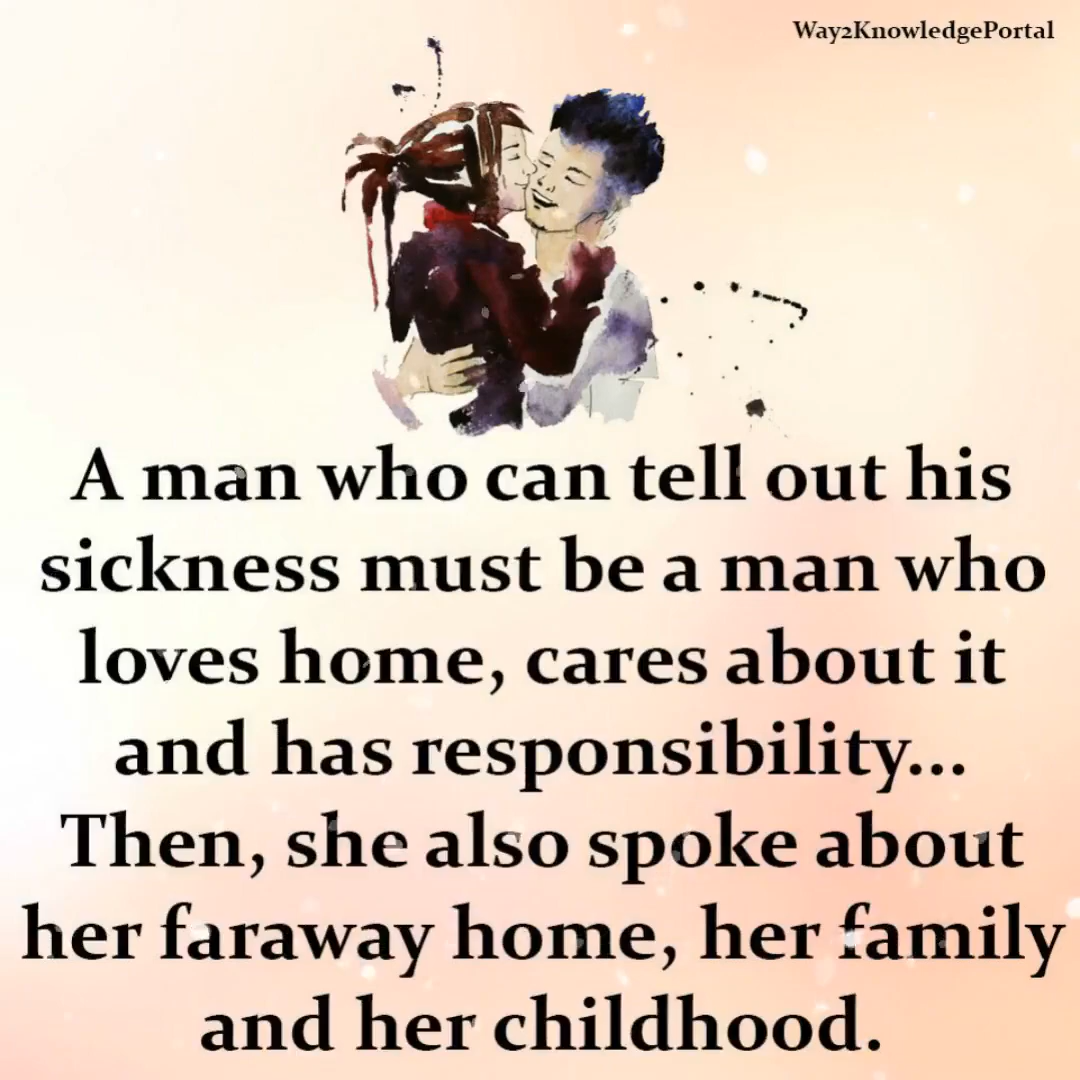 Way2KnowledgePortal
A man who can tell out his
sickness must be a man who
loves home, cares about it
and has responsibility...
Then, she also spoke about
her faraway home, her family
and her childhood.